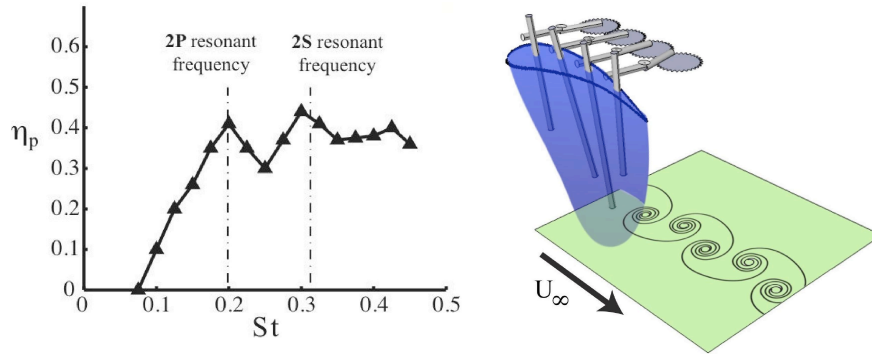 0.6
0.5
0.4
0.3
0.2
0.1
0
η_p
2P resonant
frequency
2S resonant
frequency
0 0.1 0.2 0.3 0.4 0.5
St
U_∞